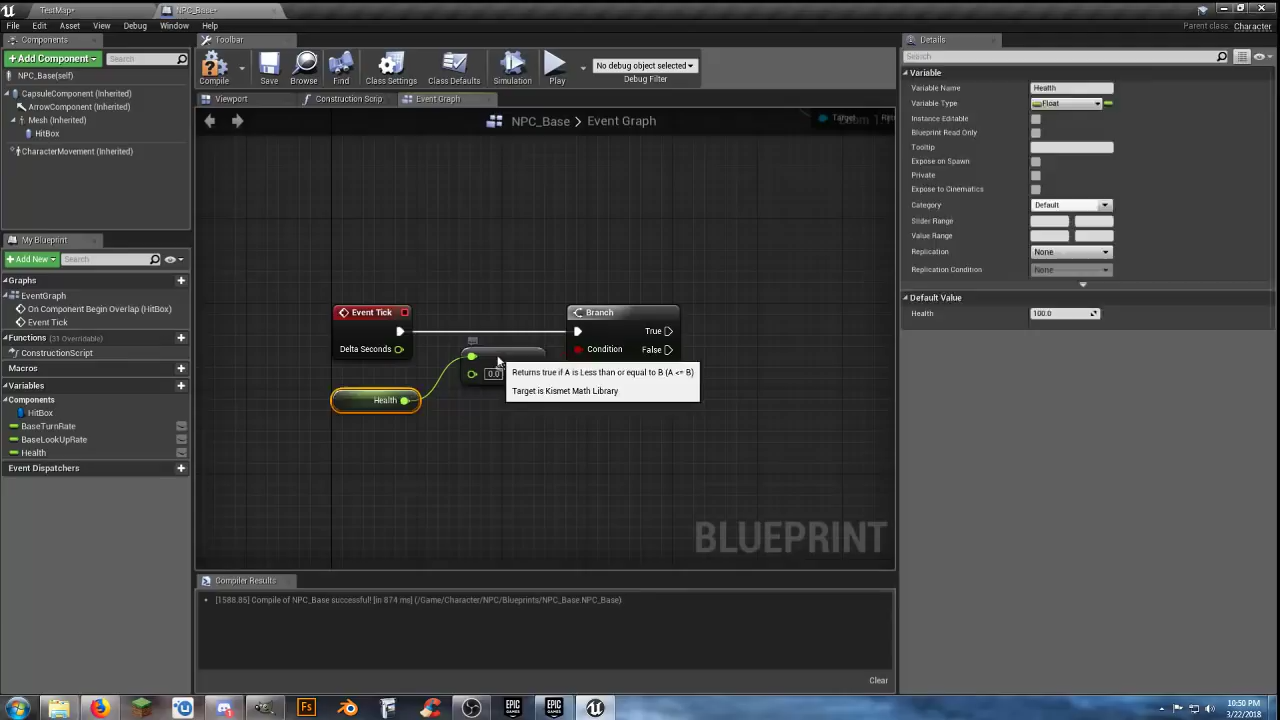 TestMap*
NPC_Base*
File
Edit
Asset
View
Debug
Window
Help
Parent class: Character
Components
Toolbar
Details
+ Add Component
Search
Compile
Save
Browse
Find
Class Settings
Class Defaults
Simulation
Play
No debug object selected
Debug Filter
NPC_Base(self)
CapsuleComponent (Inherited)
ArrowComponent (Inherited)
Mesh (Inherited)
HitBox
CharacterMovement (Inherited)
Viewport
Construction Scrip
Event Graph
NPC_Base > Event Graph
Target
My Blueprint
+ Add New
Search
Graphs
EventGraph
On Component Begin Overlap (HitBox)
Event Tick
Functions (31 Overridable)
ConstructionScript
Macros
Variables
Components
HitBox
BaseTurnRate
BaseLookUpRate
Health
Event Dispatchers
Event Tick
Delta Seconds
Health
0.0
Branch
True
Condition
False
Returns true if A is Less than or equal to B (A <= B)
Target is Kismet Math Library
BLUEPRINT
Compiler Results
[1588.85] Compile of NPC_Base successful! [in 874 ms] (/Game/Character/NPC/Blueprints/NPC_Base.NPC_Base)
Clear
Search
Variable
Variable Name
Health
Variable Type
Float
Instance Editable
Blueprint Read Only
Tooltip
Expose on Spawn
Private
Expose to Cinematics
Category
Default
Slider Range
Value Range
Replication
None
Replication Condition
None
Default Value
Health
100.0
Fs
EPIC GAMES
EPIC GAMES
10:50 PM
3/22/2018